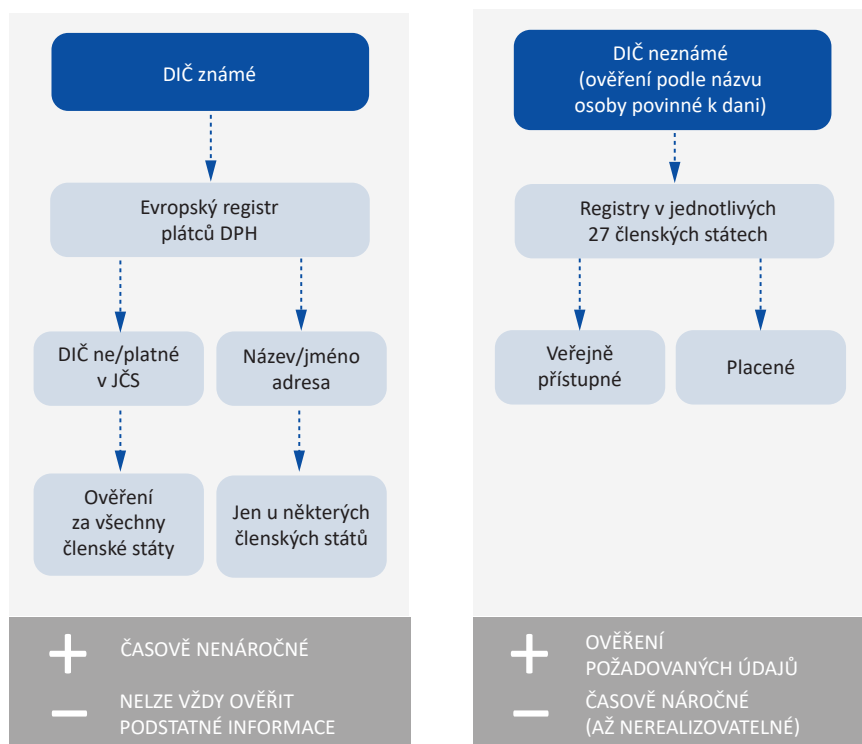 DIČ známé
Evropský registr
plátců DPH
DIČ ne/platné
v JČS
Název/jméno
adresa
Ověření
za všechny
členské státy
Jen u některých
členských států
+ ČASOVĚ NENÁROČNÉ
− NELZE VŽDY OVĚŘIT
PODSTATNÉ INFORMACE
DIČ neznámé
(ověření podle názvu
osoby povinné k dani)
Registry v jednotlivých
27 členských státech
Veřejně
přístupné
Placené
+ OVĚŘENÍ
POŽADOVANÝCH ÚDAJŮ
− ČASOVĚ NÁROČNÉ
(AŽ NEREALIZOVATELNÉ)